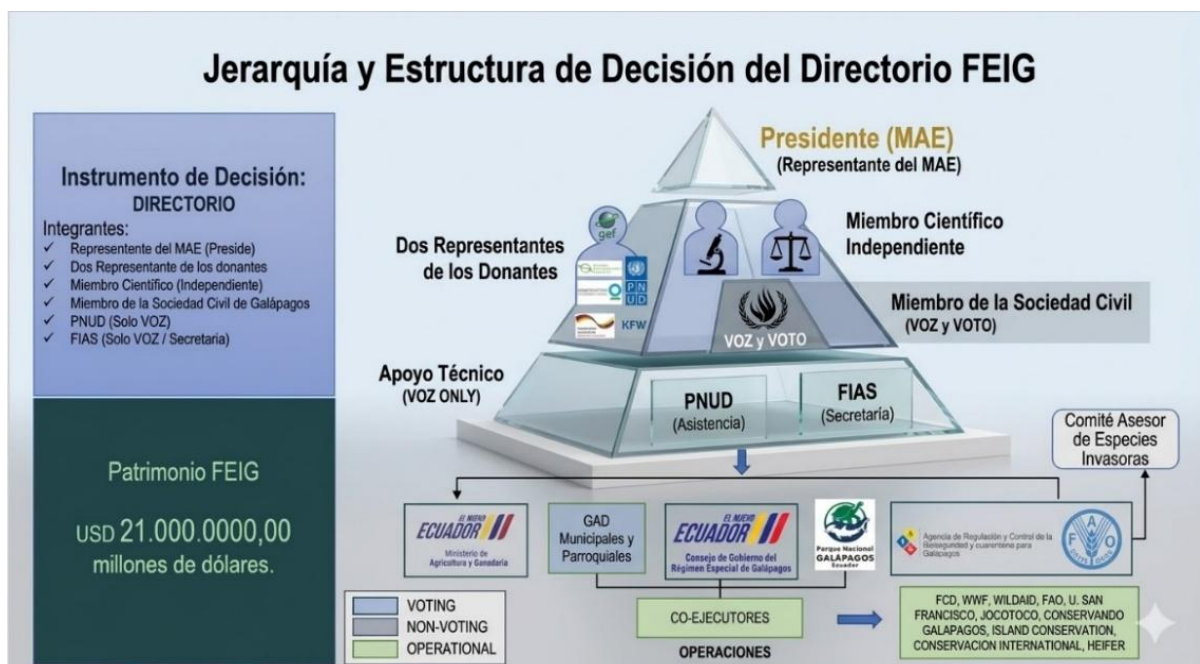 Jerarquía y Estructura de Decisión del Directorio FEIG
Instrumento de Decisión:
DIRECTORIO
Integrantes:
✓ Representente del MAE (Preside)
✓ Dos Representante de los donantes
✓ Miembro Científico (Independiente)
✓ Miembro de la Sociedad Civil de Galápagos
✓ PNUD (Solo VOZ)
✓ FIAS (Solo VOZ / Secretaria)
Patrimonio FEIG
USD 21.000.0000,00
millones de dólares.
Presidente (MAE)
(Representante del MAE)
Dos Representantes
de los Donantes
gef
P N
U D
KFW
Miembro Científico
Independiente
VOZ y VOTO
Miembro de la Sociedad Civil
(VOZ y VOTO)
Apoyo Técnico
(VOZ ONLY)
PNUD
(Asistencia)
FIAS
(Secretaría)
Comité Asesor
de Especies
Invasoras
EL NUEVO
ECUADOR
Ministerio de
Agricultura y Ganadría
GAD
Municipales y
Parroquiales
EL NUEVO
ECUADOR
Consejo de Gobierno del
Régimen Especial de Galápagos
Parque Nacional
GALÁPAGOS
Ecuador
Agencia de Regulación y Control de la
Bioseguridad y cuarentena para
Galápagos
F A O
VOTING
NON-VOTING
OPERATIONAL
CO-EJECUTORES
OPERACIONES
FCD, WWF, WILDAID, FAO, U. SAN
FRANCISCO, JOCOTOCO, CONSERVANDO
GALAPAGOS, ISLAND CONSERVATION,
CONSERVACION INTERNATIONAL, HEIFER